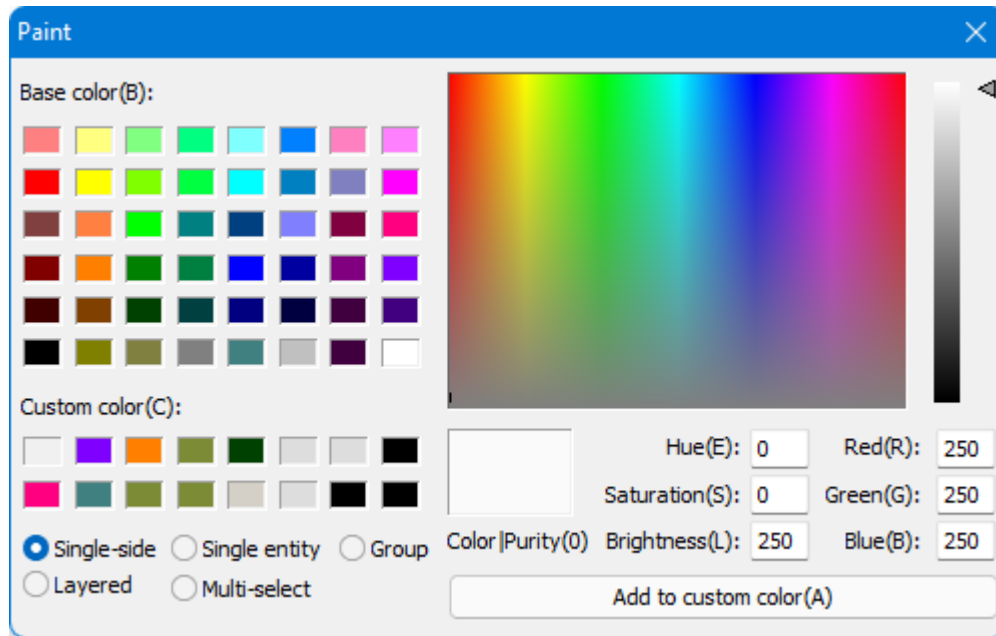 Paint
Base color(B):
Custom color(C):
Single-side Single entity Group
Layered Multi-select
Hue(E): 0 Red(R): 250
Saturation(S): 0 Green(G): 250
Color|Purity(0) Brightness(L): 250 Blue(B): 250
Add to custom color(A)